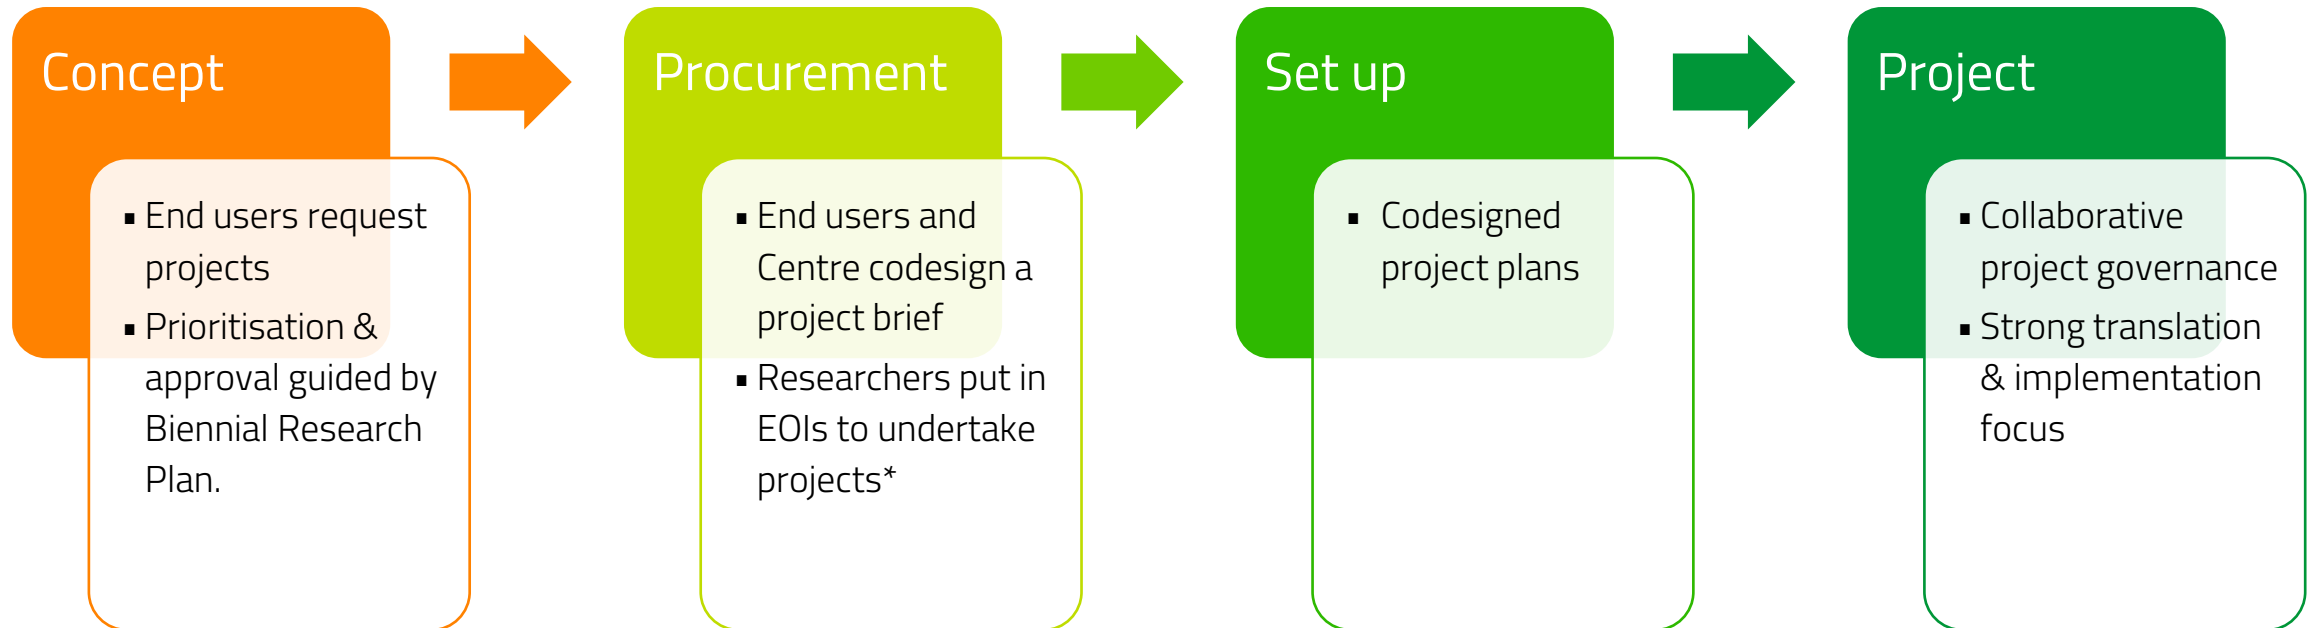 Concept
▪ End users request
projects
▪ Prioritisation &
approval guided by
Biennial Research
Plan.
Procurement
▪ End users and
Centre codesign a
project brief
▪ Researchers put in
EOIs to undertake
projects*
Set up
▪ Codesigned
project plans
Project
▪ Collaborative
project governance
▪ Strong translation
& implementation
focus